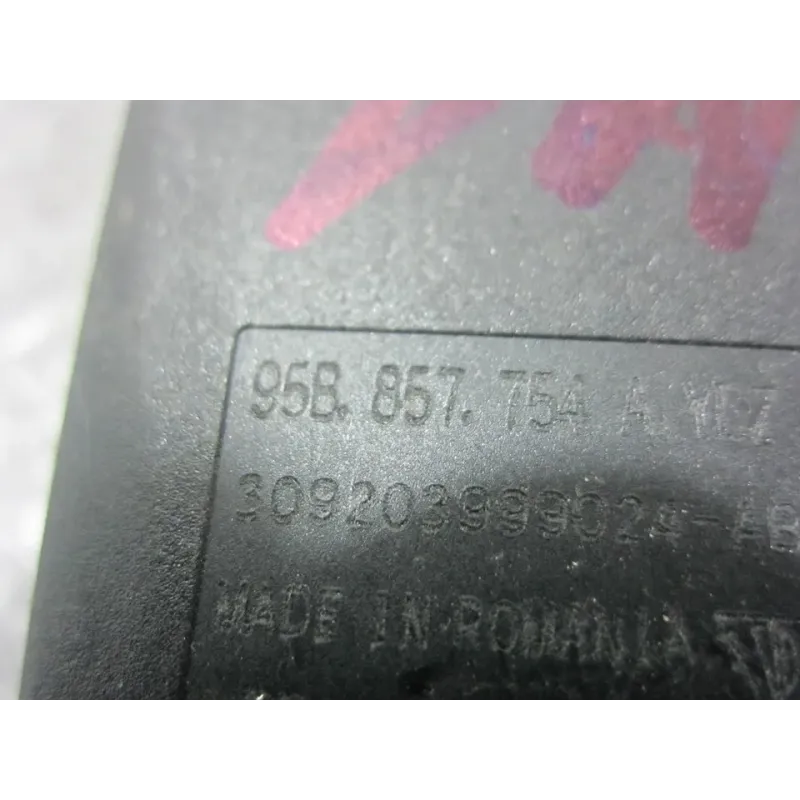 95B. 857. 754 A
309203999024-AB
MADE IN ROMANIA